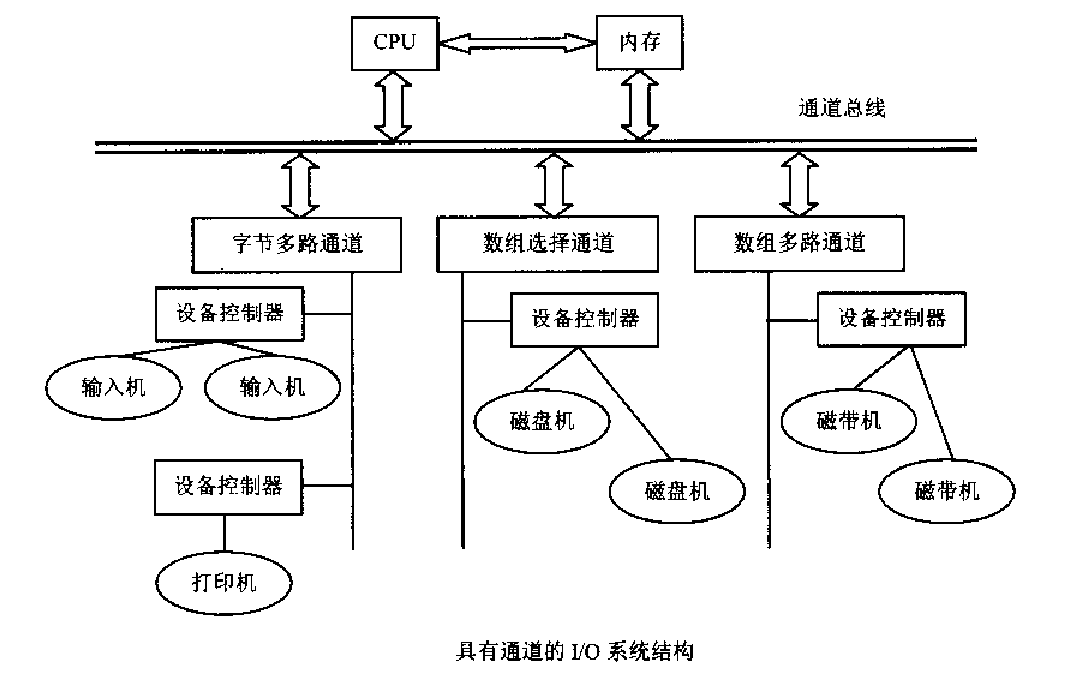 CPU
内存
通道总线
字节多路通道
数组选择通道
数组多路通道
设备控制器
设备控制器
设备控制器
输入机
输入机
磁盘机
磁带机
设备控制器
磁盘机
磁带机
打印机
具有通道的 I/O 系统结构